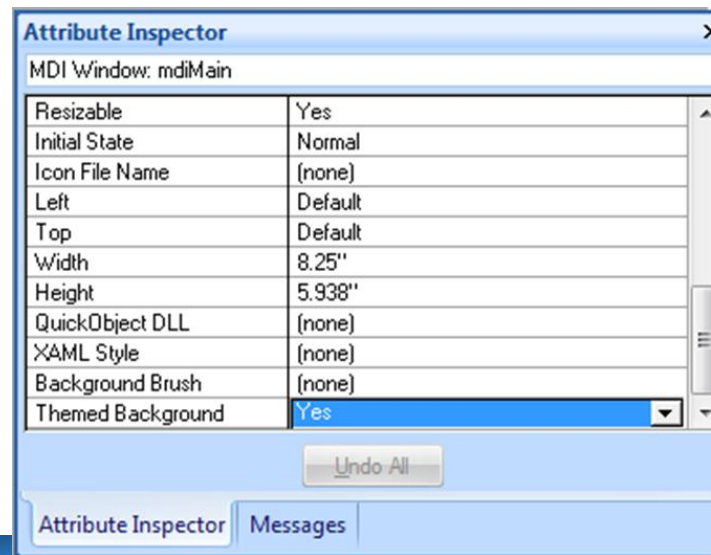 Attribute Inspector
MDI Window: mdiMain
Resizable Yes
Initial State Normal
Icon File Name (none)
Left Default
Top Default
Width 8.25"
Height 5.938"
QuickObject DLL (none)
XAML Style (none)
Background Brush (none)
Themed Background Yes
Undo All
Attribute Inspector Messages